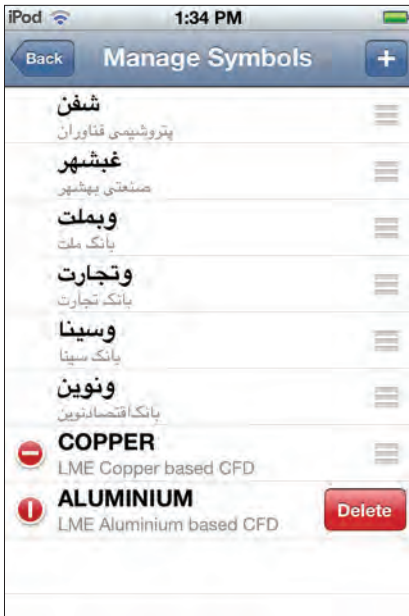 iPod 1:34 PM
Back Manage Symbols +
شفن
پتروشیمی فناوران
غبشهر
صنعتی بهشهر
وبملت
بانک ملت
وتجارت
بانک تجارت
وسینا
بانک سینا
ونوین
بانک‌اقتصادنوین
COPPER
LME Copper based CFD
ALUMINIUM
LME Aluminium based CFD
Delete